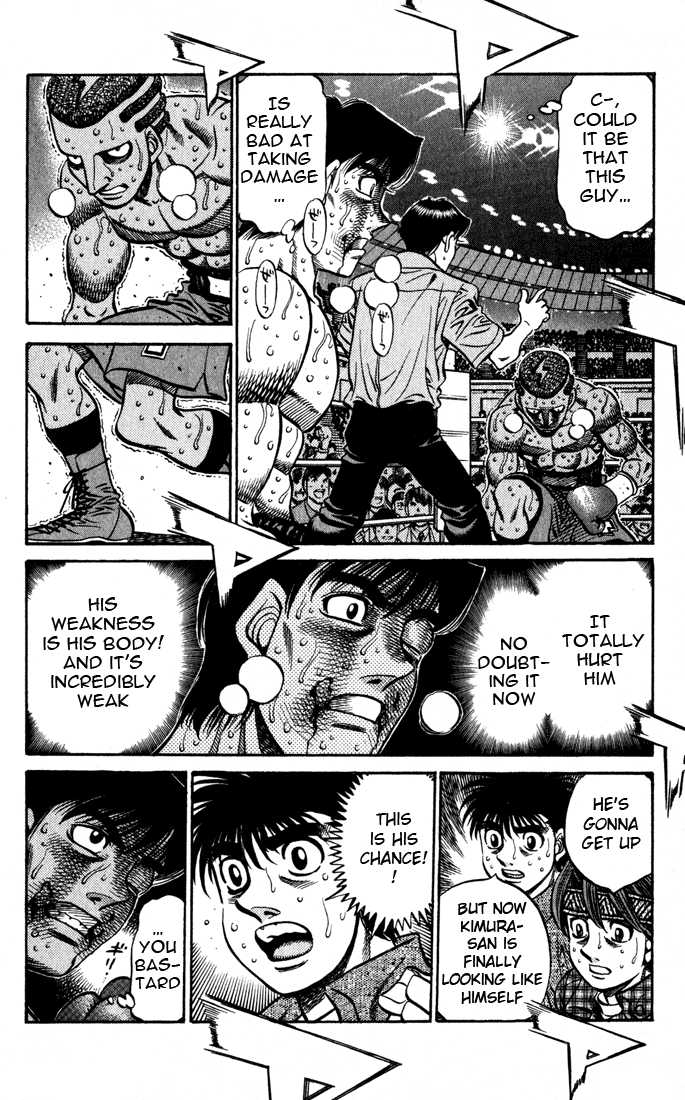 C-,
COULD
IT BE
THAT
THIS
GUY...
IS
REALLY
BAD AT
TAKING
DAMAGE
...
IT
TOTALLY
HURT
HIM
NO
DOUBT-
ING IT
NOW
HIS
WEAKNESS
IS HIS BODY!
AND IT'S
INCREDIBLY
WEAK
HE'S
GONNA
GET UP
BUT NOW
KIMURA-
SAN IS
FINALLY
LOOKING LIKE
HIMSELF
THIS
IS HIS
CHANCE!
!
...
YOU
BAS-
TARD
ギリ